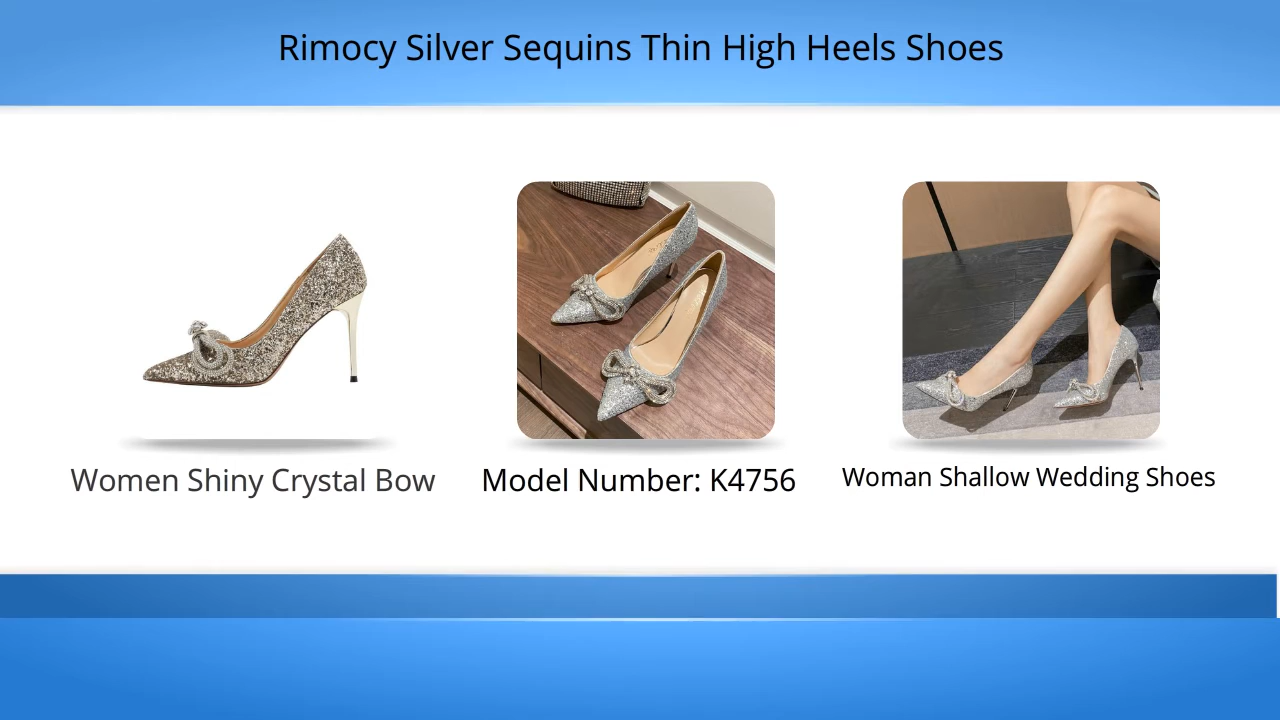 Rimocy Silver Sequins Thin High Heels Shoes
Women Shiny Crystal Bow
Model Number: K4756
Woman Shallow Wedding Shoes